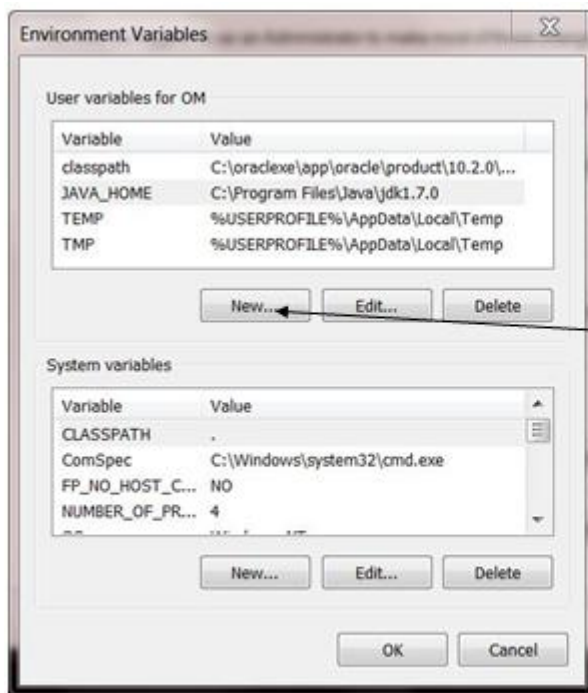 Environment Variables
User variables for OM
Variable Value
classpath C:\oraclexe\app\oracle\product\10.2.0\...
JAVA_HOME C:\Program Files\Java\jdk1.7.0
TEMP %USERPROFILE%\AppData\Local\Temp
TMP %USERPROFILE%\AppData\Local\Temp
New... Edit... Delete
System variables
Variable Value
CLASSPATH .
ComSpec C:\Windows\system32\cmd.exe
FP_NO_HOST_C... NO
NUMBER_OF_PR... 4
New... Edit... Delete
OK Cancel